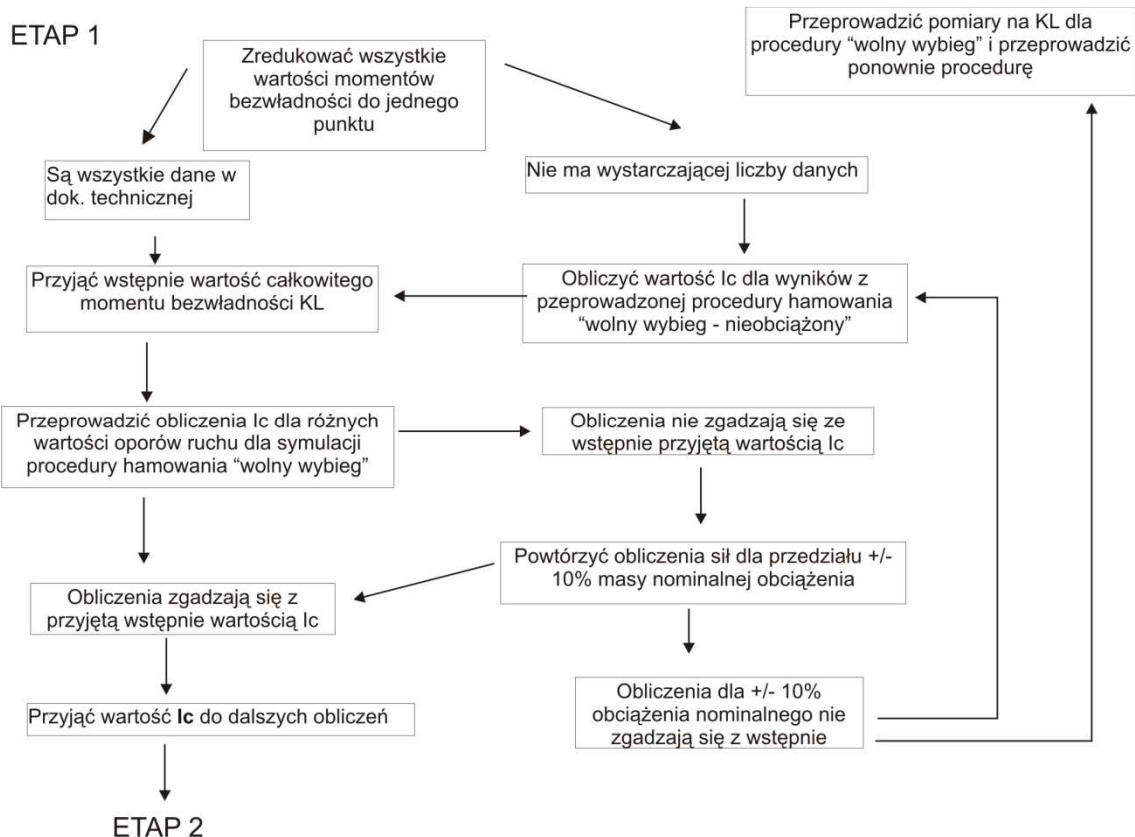 ETAP 1
Zredukować wszystkie
wartości momentów
bezwładności do jednego
punktu
Przeprowadzić pomiary na KL dla
procedury “wolny wybieg” i przeprowadzić
ponownie procedurę
Są wszystkie dane w
dok. technicznej
Nie ma wystarczającej liczby danych
Przyjąć wstępnie wartość całkowitego
momentu bezwładności KL
Obliczyć wartość Ic dla wyników z
pzeprowadzonej procedury hamowania
“wolny wybieg - nieobciążony”
Przeprowadzić obliczenia Ic dla różnych
wartości oporów ruchu dla symulacji
procedury hamowania “wolny wybieg”
Obliczenia nie zgadzają się ze
wstępnie przyjętą wartością Ic
Powtórzyć obliczenia sił dla przedziału +/-
10% masy nominalnej obciążenia
Obliczenia zgadzają się z
przyjętą wstępnie wartością Ic
Obliczenia dla +/- 10%
obciążenia nominalnego nie
zgadzają się z wstępnie
Przyjąć wartość Ic do dalszych obliczeń
ETAP 2